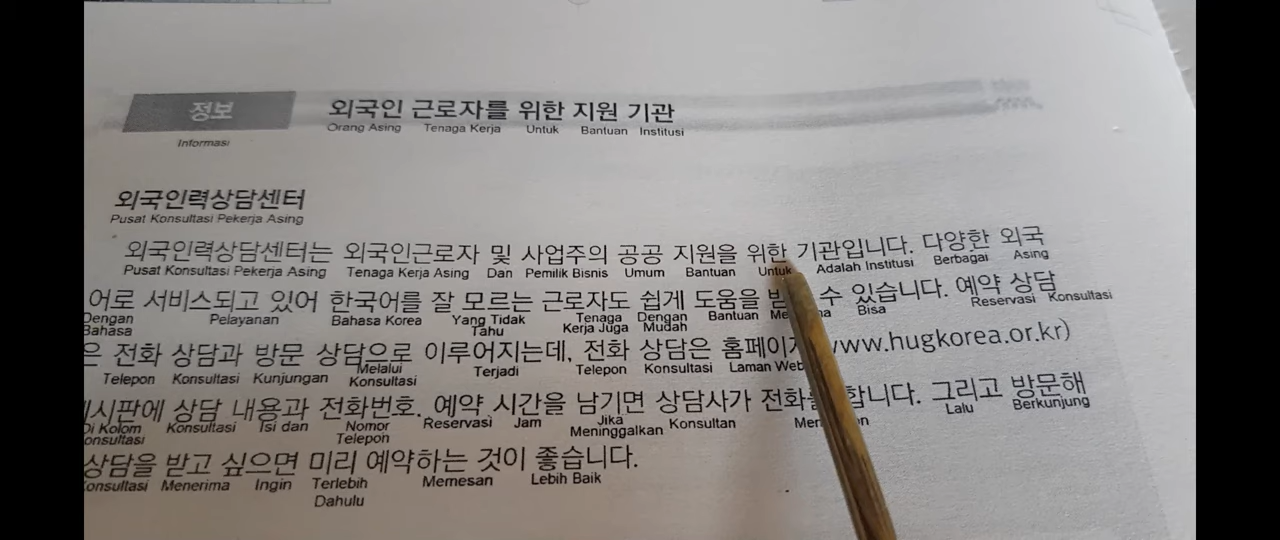 정보 외국인 근로자를 위한 지원 기관
Informasi Orang Asing Tenaga Kerja Untuk Bantuan Institusi
외국인력상담센터
Pusat Konsultasi Pekerja Asing
외국인력상담센터는 외국인근로자 및 사업주의 공공 지원을 위한 기관입니다. 다양한 외국
Pusat Konsultasi Pekerja Asing Tenaga Kerja Asing Dan Pemilik Bisnis Umum Bantuan Untuk Adalah Institusi Berbagai Asing
어로 서비스되고 있어 한국어를 잘 모르는 근로자도 쉽게 도움을 수 있습니다. 예약 상담
Dengan Bahasa Pelayanan Bahasa Korea Yang Tidak Tahu Tenaga Kerja Juga Dengan Mudah Bantuan Bisa Reservasi Konsultasi
은 전화 상담과 방문 상담으로 이루어지는데, 전화 상담은 www.hugkorea.or.kr)
Telepon Konsultasi Kunjungan Melalui Konsultasi Terjadi Telepon Konsultasi Laman Web
상담 내용과 전화번호. 예약 시간을 남기면 상담사가 합니다. 그리고 방문해
Di Kolom Konsultasi Isi dan Nomor Telepon Reservasi Jam Jika Meninggalkan Konsultan Lalu Berkunjung
상담을 받고 싶으면 미리 예약하는 것이 좋습니다.
Menerima Ingin Terlebih Dahulu Memesan Lebih Baik